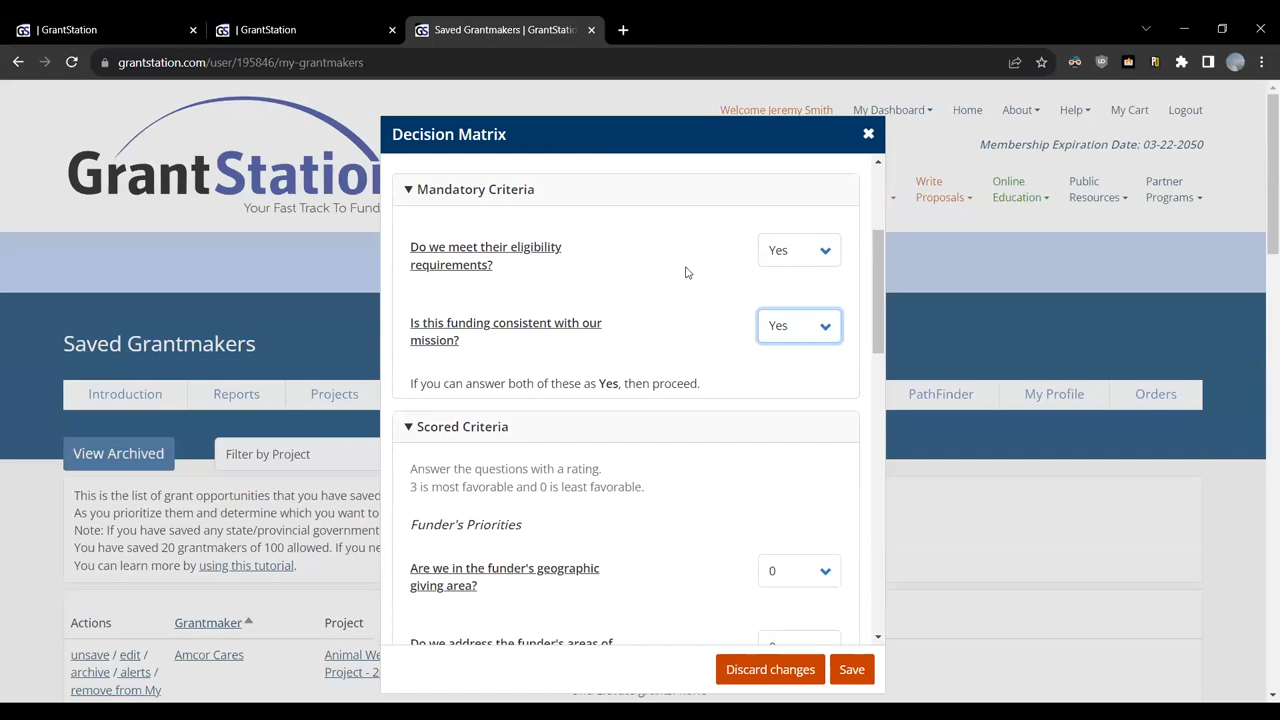 | GrantStation
| GrantStation
Saved Grantmakers | GrantStatio
grantstation.com/user/195846/my-grantmakers
Welcome Jeremy Smith
My Dashboard
Home
About
Help
My Cart
Logout
GrantStation
Your Fast Track To Fund
Membership Expiration Date: 03-22-2050
Write Proposals
Online Education
Public Resources
Partner Programs
Decision Matrix
Mandatory Criteria
Do we meet their eligibility
requirements?
Yes
Is this funding consistent with our
mission?
Yes
If you can answer both of these as Yes, then proceed.
Scored Criteria
Answer the questions with a rating.
3 is most favorable and 0 is least favorable.
Funder's Priorities
Are we in the funder's geographic
giving area?
0
Do we address the funder's areas of
Discard changes
Save
Saved Grantmakers
Introduction
Reports
Projects
PathFinder
My Profile
Orders
View Archived
Filter by Project
This is the list of grant opportunities that you have saved
As you prioritize them and determine which you want to
Note: If you have saved any state/provincial government
You have saved 20 grantmakers of 100 allowed. If you ne
You can learn more by using this tutorial.
Actions
Grantmaker
Project
unsave / edit /
archive / alerts /
remove from My
Amcor Cares
Animal We
Project - 2